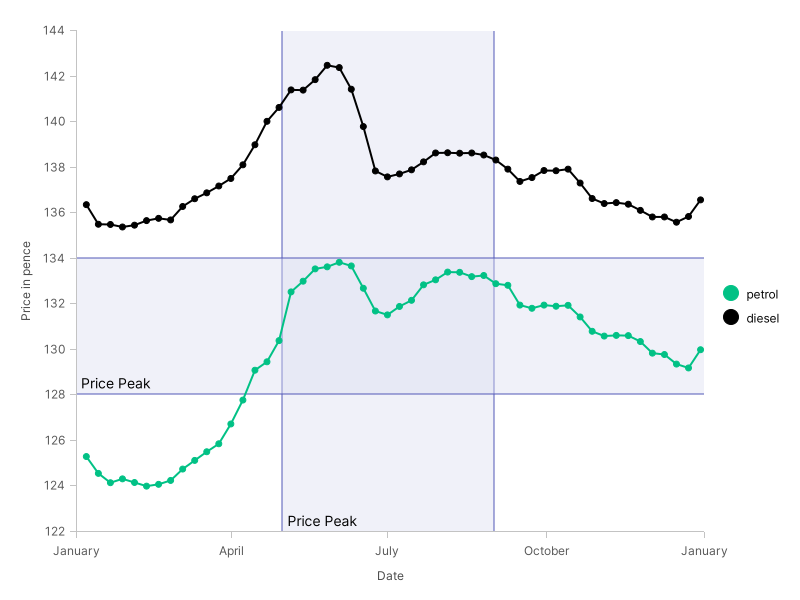 144
142
140
138
136
134
132
130
128
126
124
122
Price in pence
Price Peak
Price Peak
January
April
July
October
January
Date
petrol
diesel